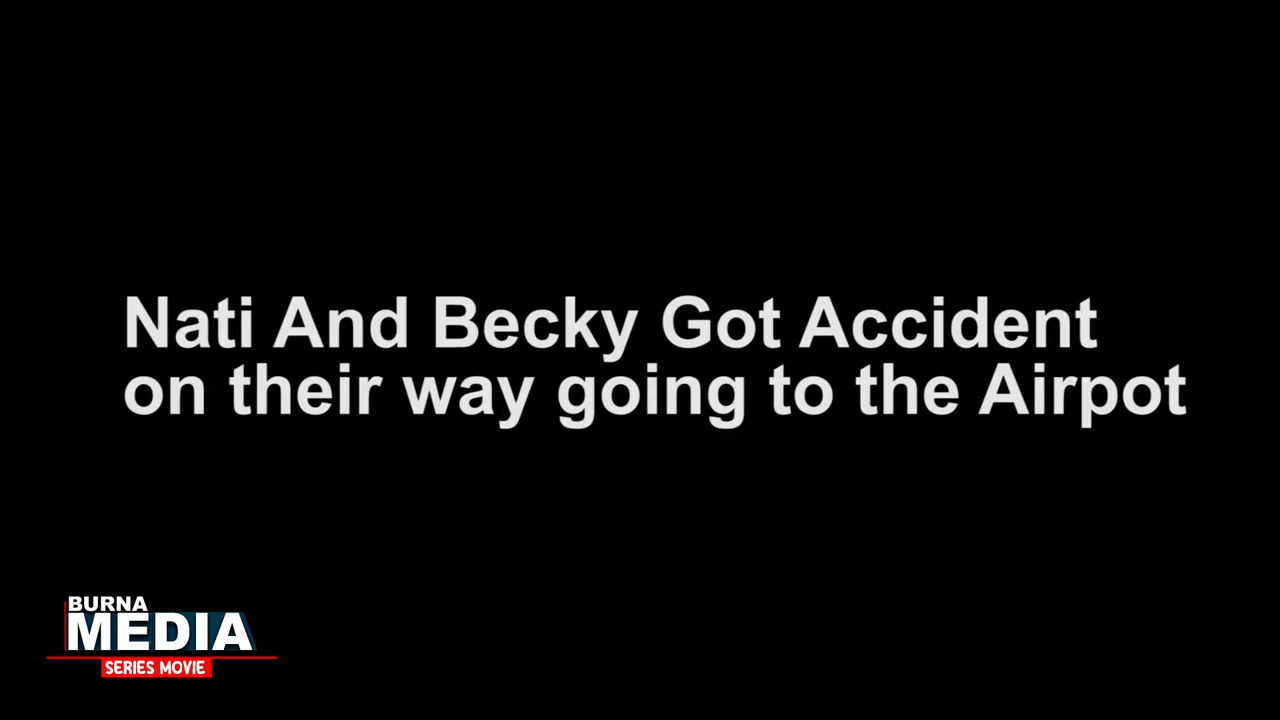 Nati And Becky Got Accident
on their way going to the Airpot
BURNA
MEDIA
SERIES MOVIE